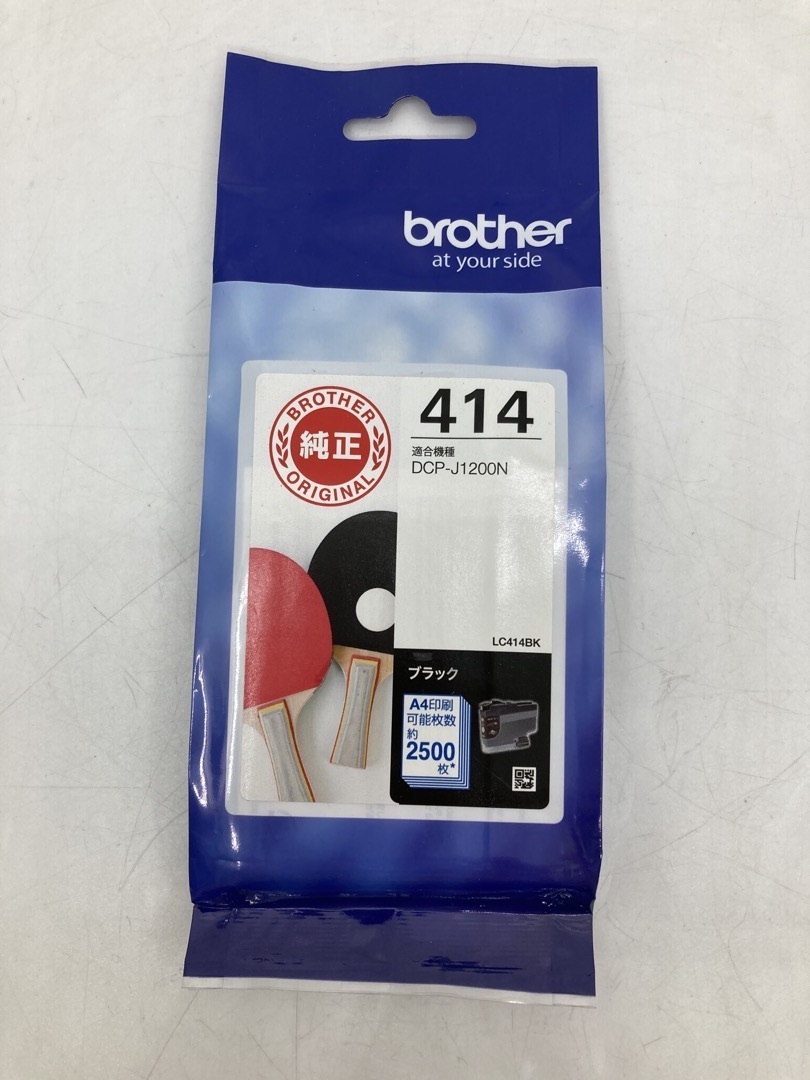 brother
at your side
BROTHER
純正
ORIGINAL
414
適合機種
DCP-J1200N
LC414BK
ブラック
A4印刷
可能枚数
約
2500
枚*